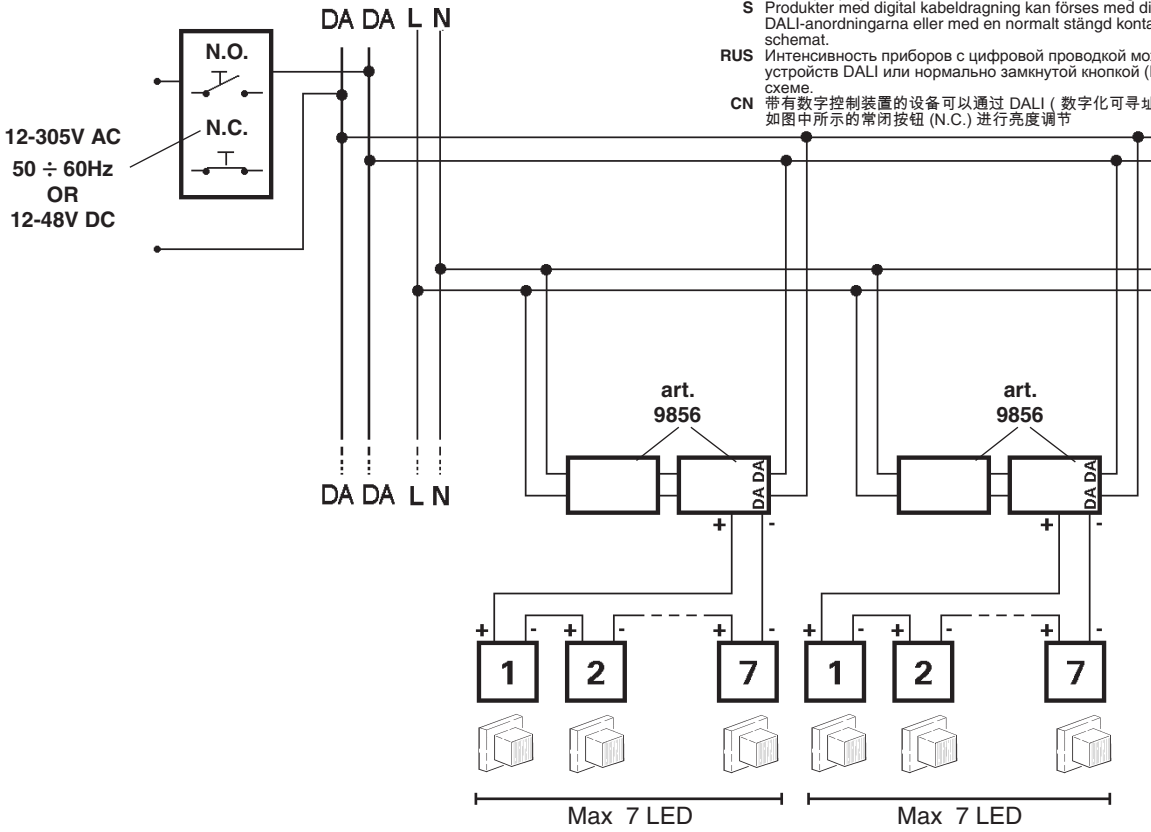 S Produkter med digital kabeldragning kan förses med di
DALI-anordningarna eller med en normalt stängd konta
schemat.
RUS Интенсивность приборов с цифровой проводкой мо
устройств DALI или нормально замкнутой кнопкой (
схеме.
CN 带有数字控制装置的设备可以通过 DALI ( 数字化可寻址
如图中所示的常闭按钮 (N.C.) 进行亮度调节
DA DA L N
N.O.
N.C.
12-305V AC
50 ÷ 60Hz
OR
12-48V DC
art.
9856
art.
9856
DA DA
DA DA
DA DA L N
+ -
+ -
+ - + - + -
+ - + - + -
1 2 7
1 2 7
Max 7 LED
Max 7 LED